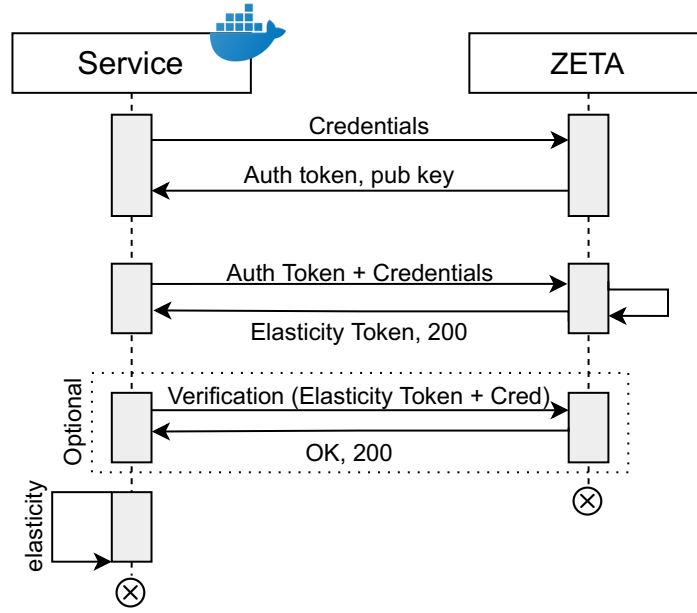 Service
ZETA
Credentials
Auth token, pub key
Auth Token + Credentials
Elasticity Token, 200
Optional
Verification (Elasticity Token + Cred)
OK, 200
elasticity